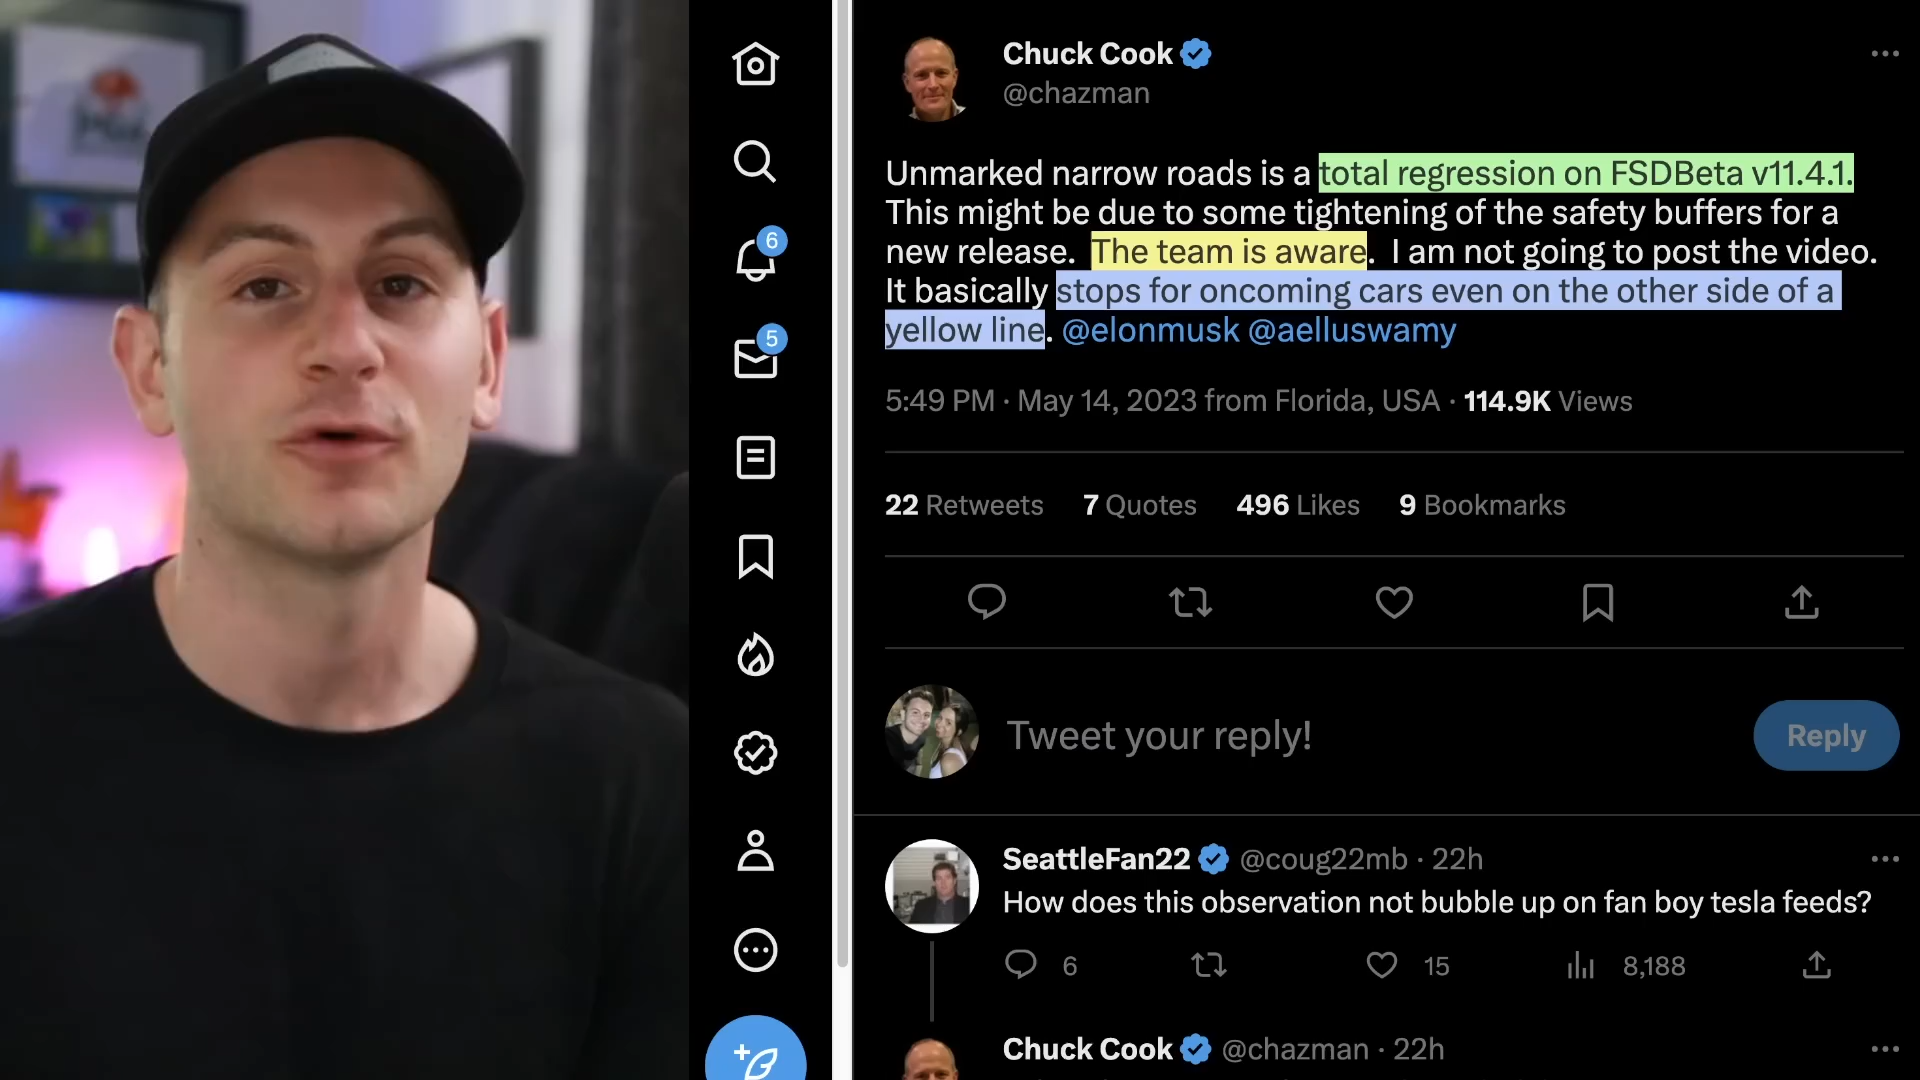 6
5
Chuck Cook
@chazman
Unmarked narrow roads is a total regression on FSDBeta v11.4.1.
This might be due to some tightening of the safety buffers for a
new release.  The team is aware.  I am not going to post the video.
It basically stops for oncoming cars even on the other side of a
yellow line. @elonmusk @aelluswamy
5:49 PM · May 14, 2023 from Florida, USA · 114.9K Views
22 Retweets 7 Quotes 496 Likes 9 Bookmarks
Tweet your reply!
Reply
SeattleFan22 @coug22mb · 22h
How does this observation not bubble up on fan boy tesla feeds?
6 15 8,188
Chuck Cook @chazman · 22h